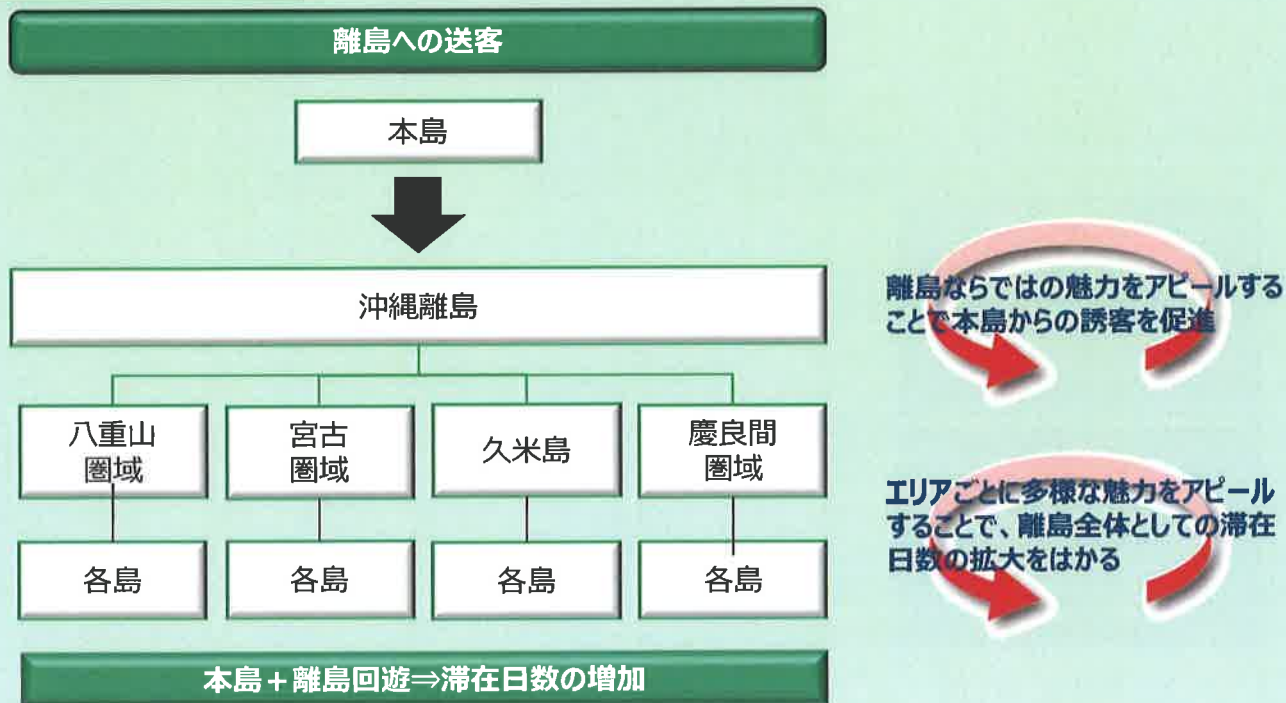 離島への送客
本島
沖縄離島
離島ならではの魅力をアピールする
ことで本島からの誘客を促進
八重山
圏域
宮古
圏域
久米島
慶良間
圏域
エリアごとに多様な魅力をアピール
することで、離島全体としての滞在
日数の拡大をはかる
各島
各島
各島
各島
本島+離島回遊⇒滞在日数の増加